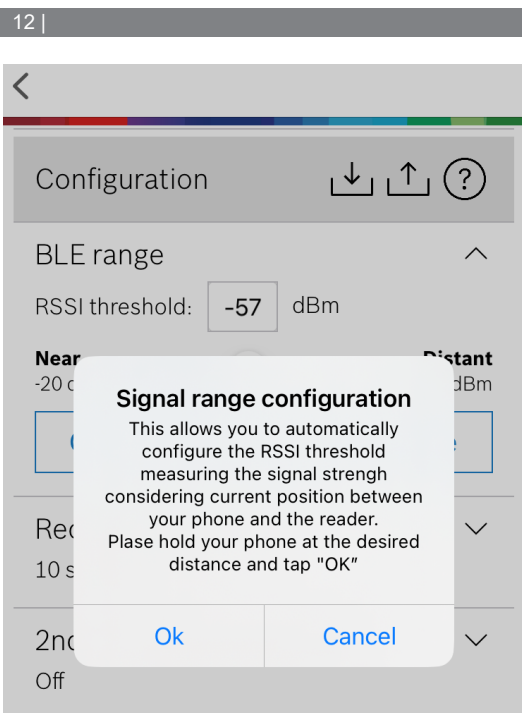 12 |
Configuration
?
BLE range
RSSI threshold: -57 dBm
Near Distant
-20 dBm
Signal range configuration
This allows you to automatically
configure the RSSI threshold
measuring the signal strengh
considering current position between
your phone and the reader.
Plase hold your phone at the desired
distance and tap "OK"
10 s
Ok Cancel
2nd
Off